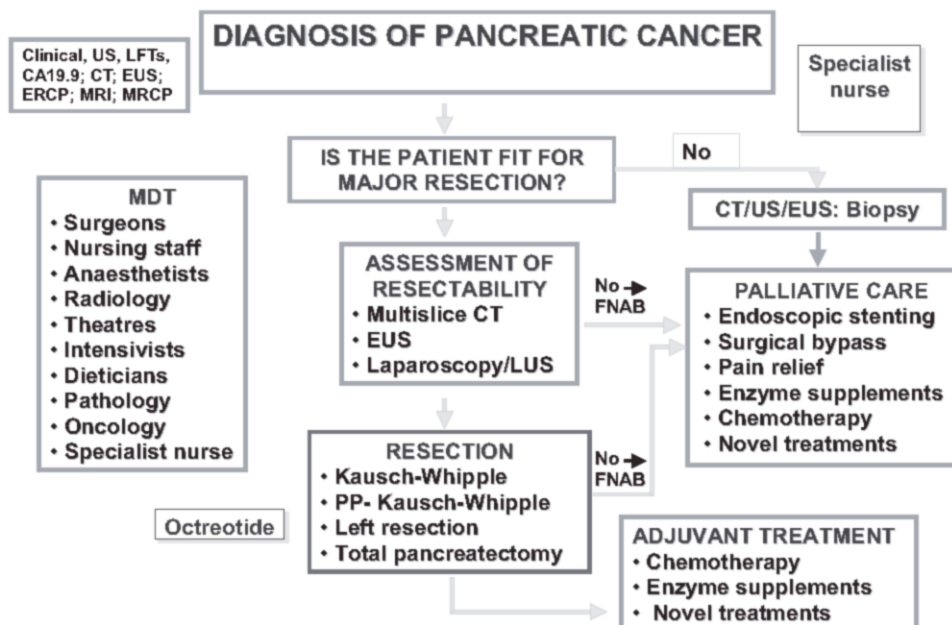 DIAGNOSIS OF PANCREATIC CANCER
Clinical, US, LFTs,
CA19.9; CT; EUS;
ERCP; MRI; MRCP
Specialist
nurse
IS THE PATIENT FIT FOR
MAJOR RESECTION?
No
CT/US/EUS: Biopsy
MDT
• Surgeons
• Nursing staff
• Anaesthetists
• Radiology
• Theatres
• Intensivists
• Dieticians
• Pathology
• Oncology
• Specialist nurse
ASSESSMENT OF
RESECTABILITY
• Multislice CT
• EUS
• Laparoscopy/LUS
No →
FNAB
PALLIATIVE CARE
• Endoscopic stenting
• Surgical bypass
• Pain relief
• Enzyme supplements
• Chemotherapy
• Novel treatments
RESECTION
• Kausch-Whipple
• PP- Kausch-Whipple
• Left resection
• Total pancreatectomy
No →
FNAB
Octreotide
ADJUVANT TREATMENT
• Chemotherapy
• Enzyme supplements
• Novel treatments